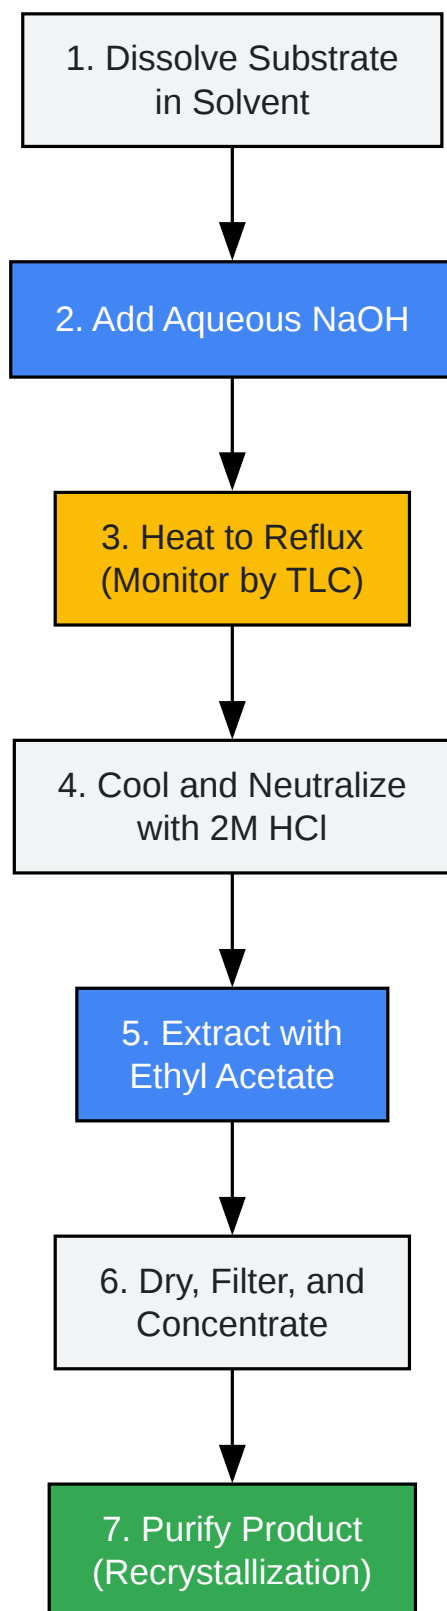 1. Dissolve Substrate
in Solvent
2. Add Aqueous NaOH
3. Heat to Reflux
(Monitor by TLC)
4. Cool and Neutralize
with 2M HCl
5. Extract with
Ethyl Acetate
6. Dry, Filter, and
Concentrate
7. Purify Product
(Recrystallization)